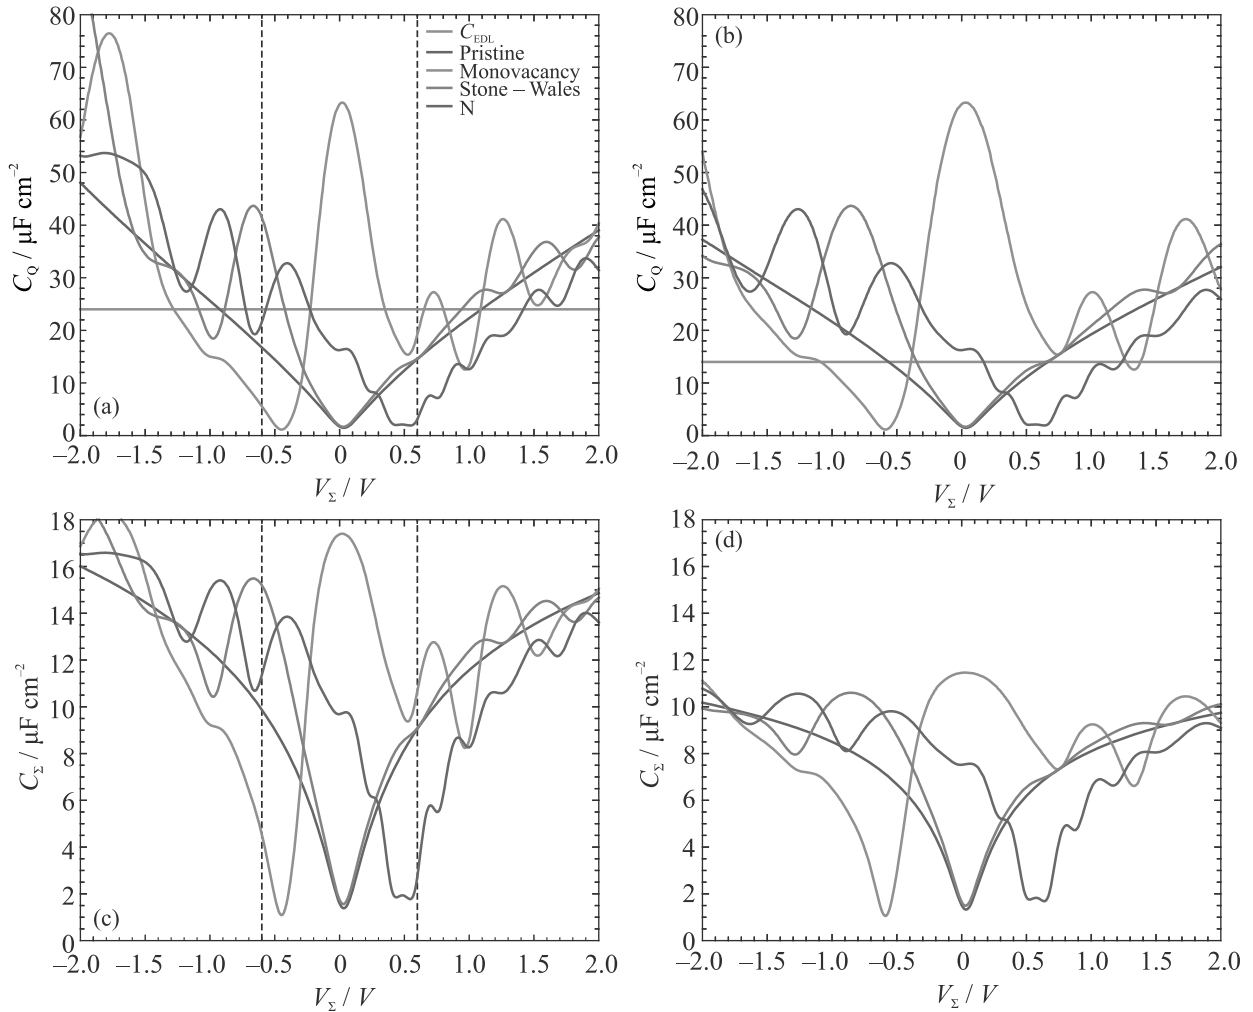 80
70
60
50
40
30
20
10
0
C_Q / μF cm⁻²
C_EDL
Pristine
Monovacancy
Stone – Wales
N
(a)
–2.0 –1.5 –1.0 –0.5 0 0.5 1.0 1.5 2.0
V_Σ / V
80
70
60
50
40
30
20
10
0
C_Q / μF cm⁻²
(b)
–2.0 –1.5 –1.0 –0.5 0 0.5 1.0 1.5 2.0
V_Σ / V
18
16
14
12
10
8
6
4
2
0
C_Σ / μF cm⁻²
(c)
–2.0 –1.5 –1.0 –0.5 0 0.5 1.0 1.5 2.0
V_Σ / V
18
16
14
12
10
8
6
4
2
0
C_Σ / μF cm⁻²
(d)
–2.0 –1.5 –1.0 –0.5 0 0.5 1.0 1.5 2.0
V_Σ / V